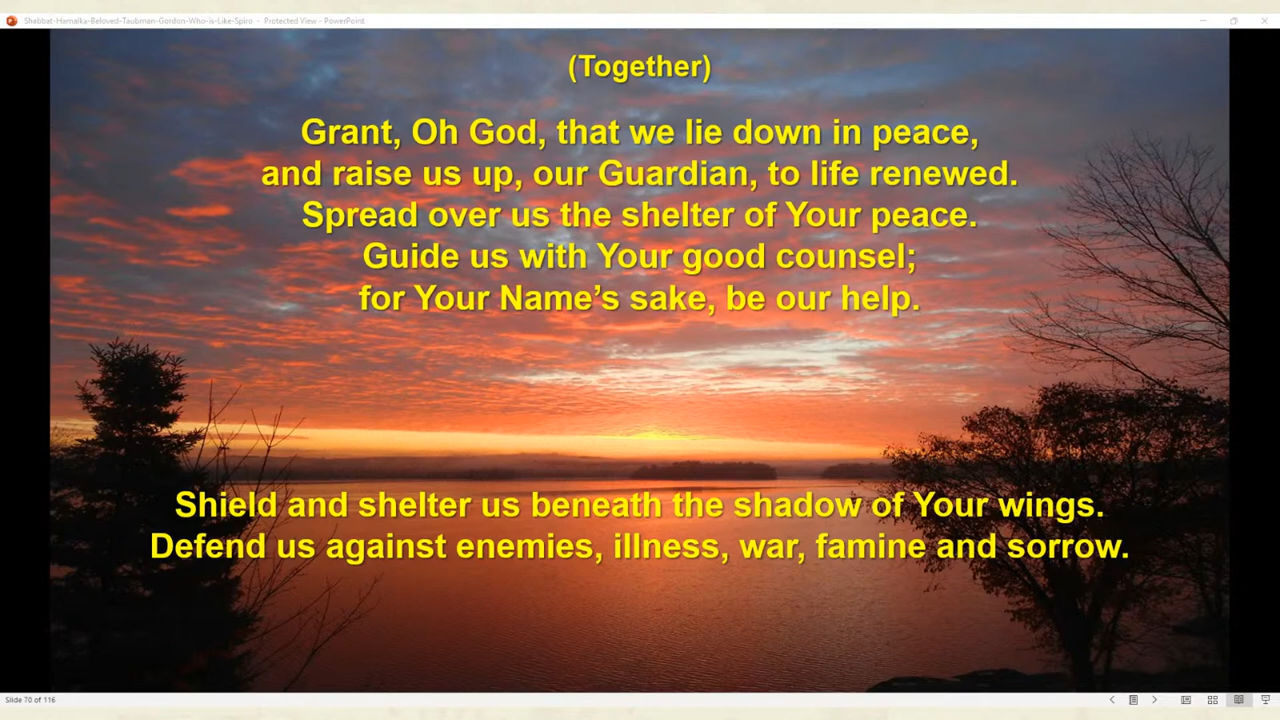 Shabbat-Hamalka-Beloved-Taubman-Gordon-Who-is-Like-Spiro - Protected View - PowerPoint
(Together)
Grant, Oh God, that we lie down in peace,
and raise us up, our Guardian, to life renewed.
Spread over us the shelter of Your peace.
Guide us with Your good counsel;
for Your Name’s sake, be our help.
Shield and shelter us beneath the shadow of Your wings.
Defend us against enemies, illness, war, famine and sorrow.
Slide 70 of 116